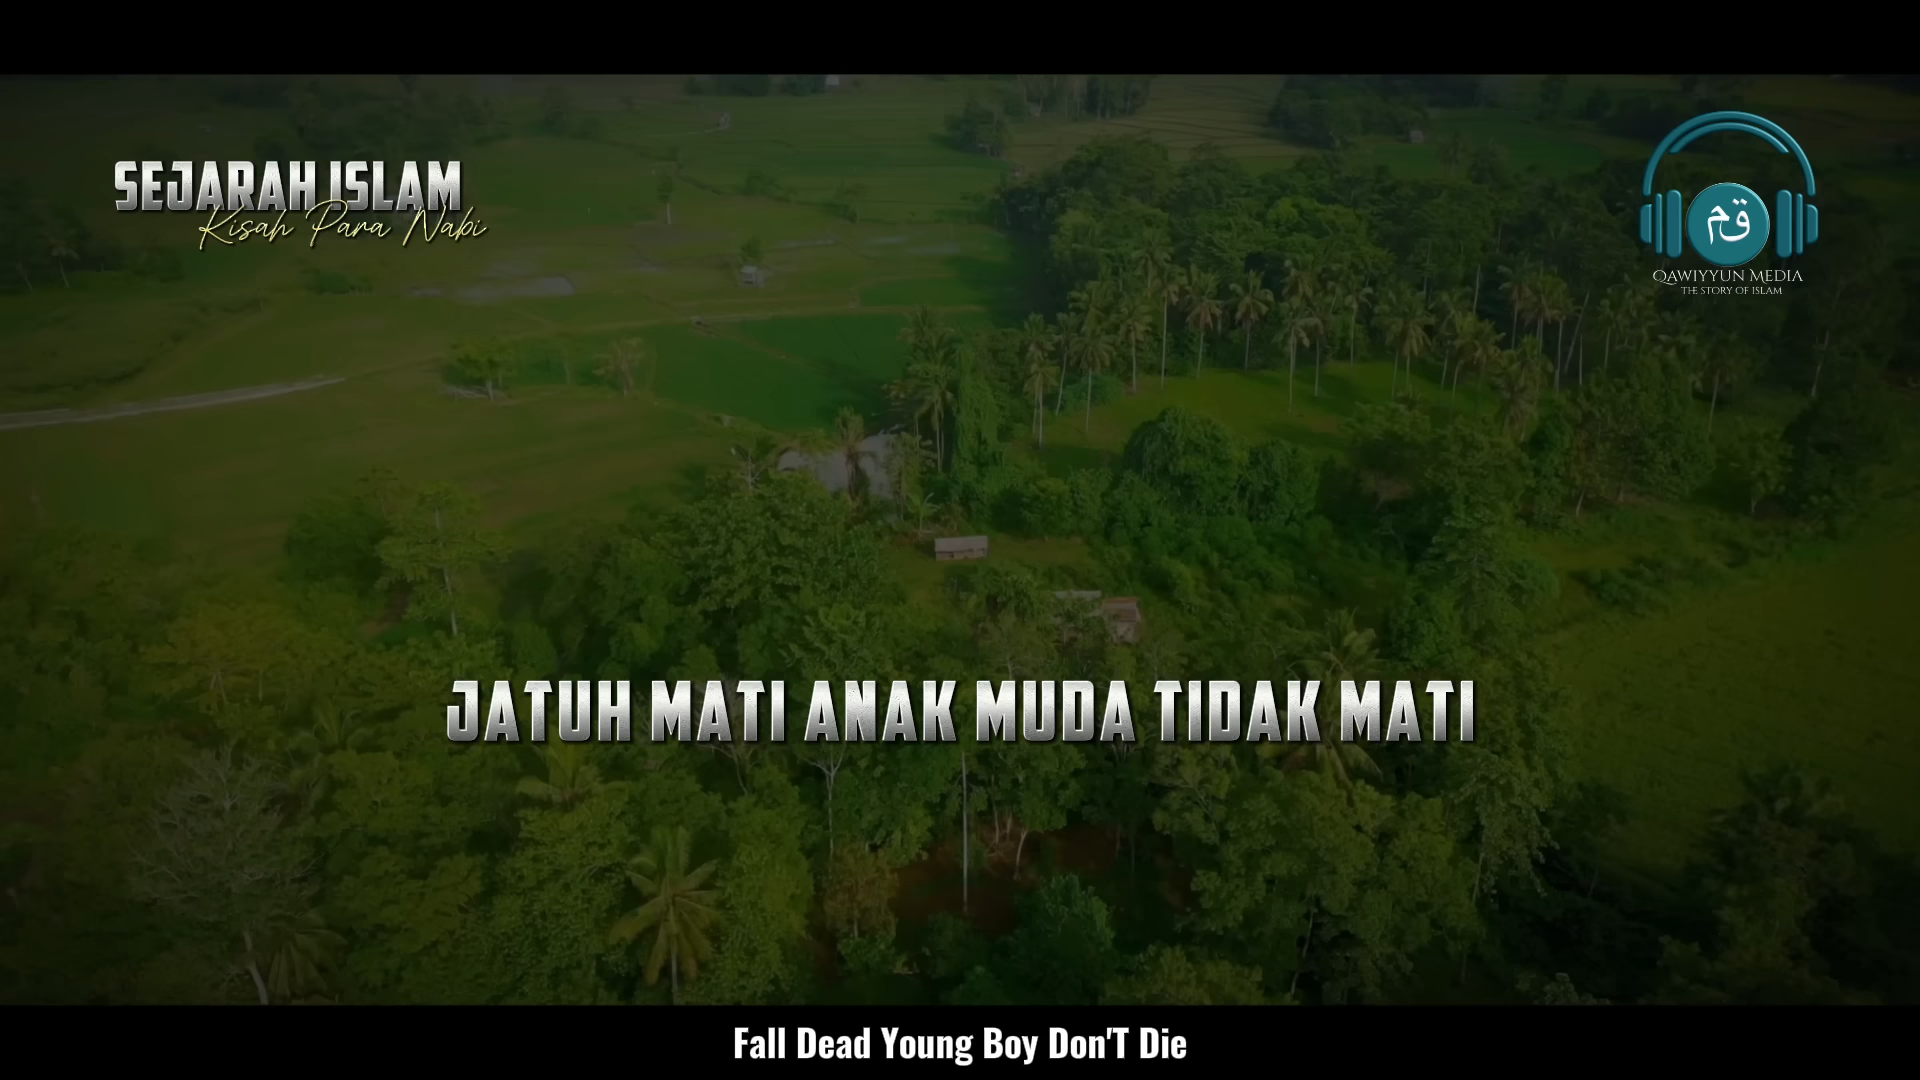 SEJARAH ISLAM
Kisah Para Nabi
قم
QAWIYYUN MEDIA
THE STORY OF ISLAM
JATUH MATI ANAK MUDA TIDAK MATI
Fall Dead Young Boy Don'T Die